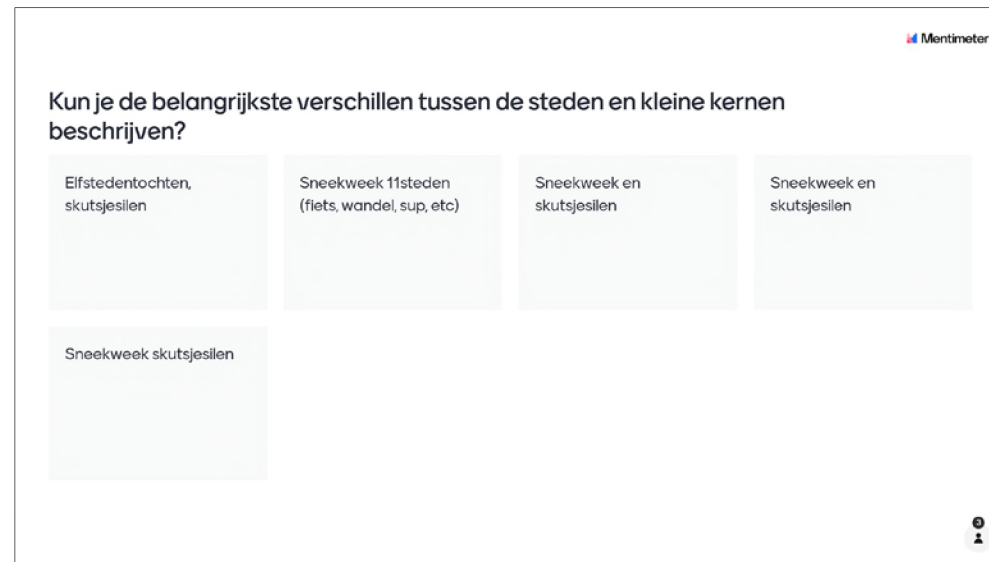 Mentimeter
Kun je de belangrijkste verschillen tussen de steden en kleine kernen
beschrijven?
Elfstedentochten,
skutsjesilen
Sneekweek 11steden
(fiets, wandel, sup, etc)
Sneekweek en
skutsjesilen
Sneekweek en
skutsjesilen
Sneekweek skutsjesilen
3